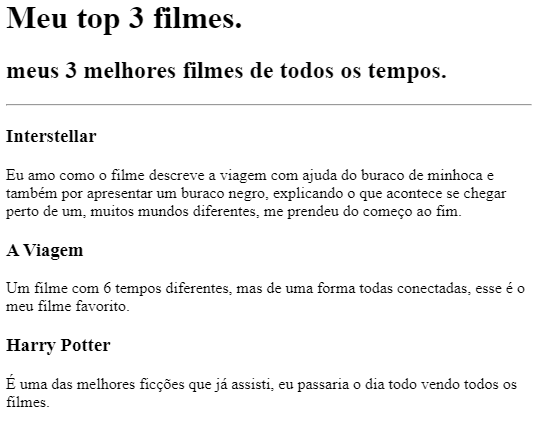 Meu top 3 filmes.
meus 3 melhores filmes de todos os tempos.
Interstellar
Eu amo como o filme descreve a viagem com ajuda do buraco de minhoca e
também por apresentar um buraco negro, explicando o que acontece se chegar
perto de um, muitos mundos diferentes, me prendeu do começo ao fim.
A Viagem
Um filme com 6 tempos diferentes, mas de uma forma todas conectadas, esse é o
meu filme favorito.
Harry Potter
É uma das melhores ficções que já assisti, eu passaria o dia todo vendo todos os
filmes.